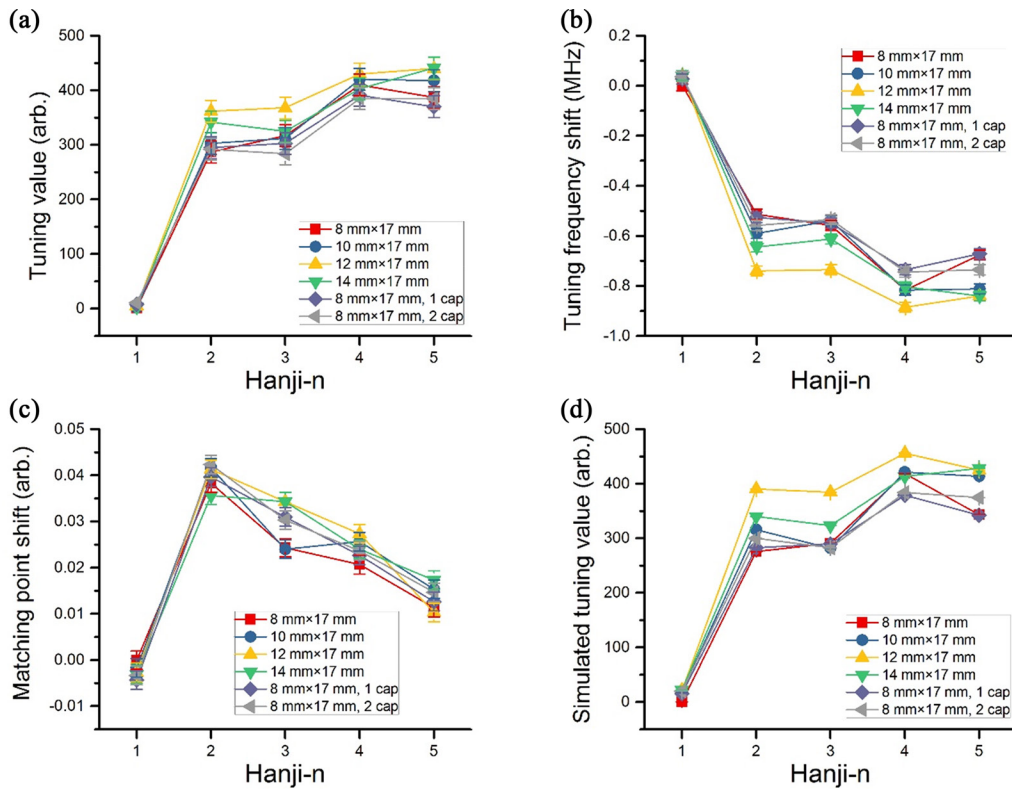 (a)
Tuning value (arb.)
500
400
300
200
100
0
1 2 3 4 5
Hanji-n
8 mm×17 mm
10 mm×17 mm
12 mm×17 mm
14 mm×17 mm
8 mm×17 mm, 1 cap
8 mm×17 mm, 2 cap
(b)
Tuning frequency shift (MHz)
0.2
0.0
-0.2
-0.4
-0.6
-0.8
-1.0
1 2 3 4 5
Hanji-n
8 mm×17 mm
10 mm×17 mm
12 mm×17 mm
14 mm×17 mm
8 mm×17 mm, 1 cap
8 mm×17 mm, 2 cap
(c)
Matching point shift (arb.)
0.05
0.04
0.03
0.02
0.01
0.00
-0.01
1 2 3 4 5
Hanji-n
8 mm×17 mm
10 mm×17 mm
12 mm×17 mm
14 mm×17 mm
8 mm×17 mm, 1 cap
8 mm×17 mm, 2 cap
(d)
Simulated tuning value (arb.)
500
400
300
200
100
0
1 2 3 4 5
Hanji-n
8 mm×17 mm
10 mm×17 mm
12 mm×17 mm
14 mm×17 mm
8 mm×17 mm, 1 cap
8 mm×17 mm, 2 cap